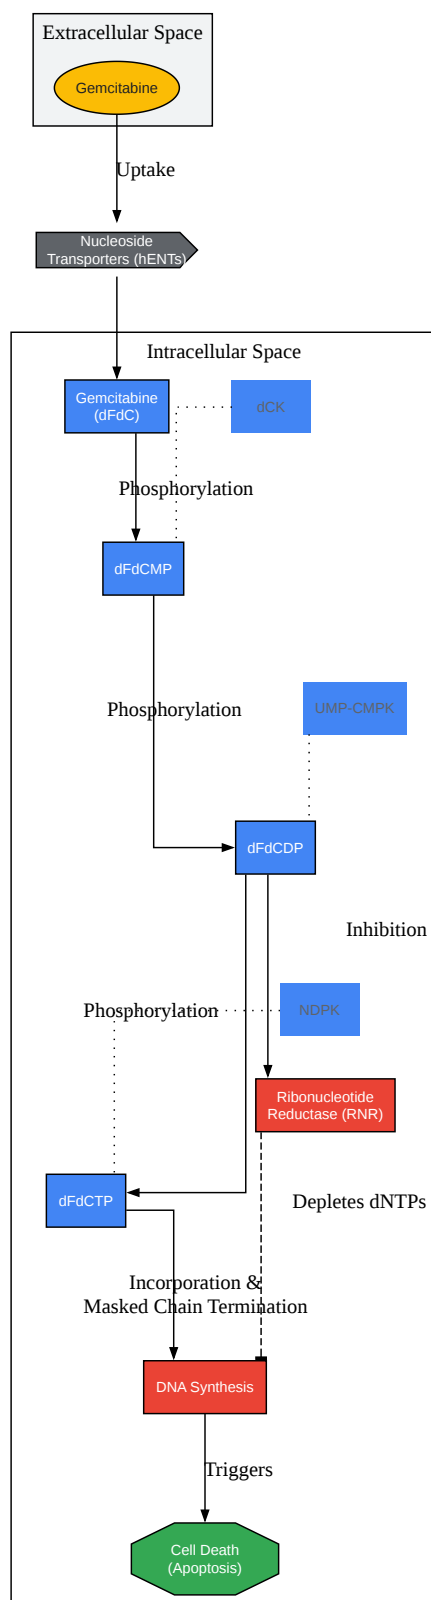 Extracellular Space
Gemcitabine
Uptake
Nucleoside
Transporters (hENTs)
Intracellular Space
Gemcitabine
(dFdC)
dCK
Phosphorylation
dFdCMP
Phosphorylation
UMP-CMPK
dFdCDP
Inhibition
Phosphorylation
NDPK
Ribonucleotide
Reductase (RNR)
dFdCTP
Depletes dNTPs
Incorporation &
Masked Chain Termination
DNA Synthesis
Triggers
Cell Death
(Apoptosis)